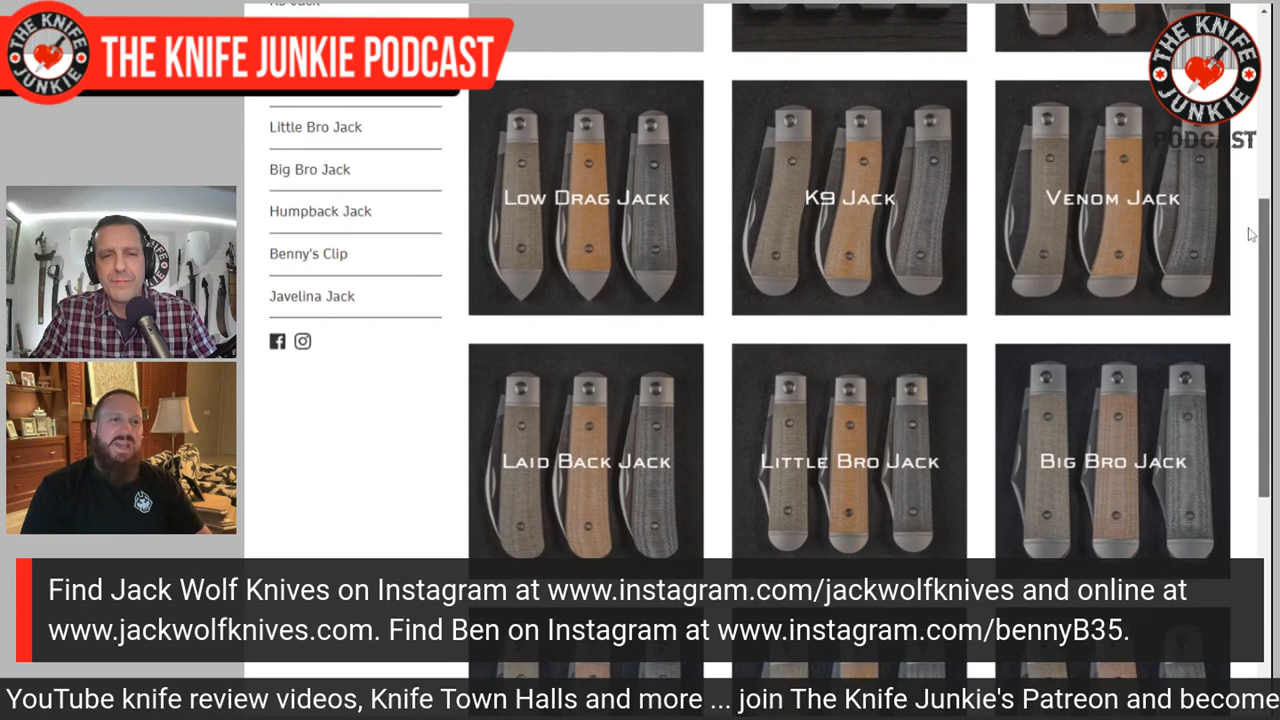 THE KNIFE JUNKIE
THE KNIFE JUNKIE PODCAST
THE KNIFE JUNKIE
PODCAST
Little Bro Jack
Big Bro Jack
Humpback Jack
Benny's Clip
Javelina Jack
Low Drag Jack
K9 Jack
Venom Jack
Laid Back Jack
Little Bro Jack
Big Bro Jack
Find Jack Wolf Knives on Instagram at www.instagram.com/jackwolfknives and online at
www.jackwolfknives.com. Find Ben on Instagram at www.instagram.com/bennyB35.
YouTube knife review videos, Knife Town Halls and more ... join The Knife Junkie's Patreon and become